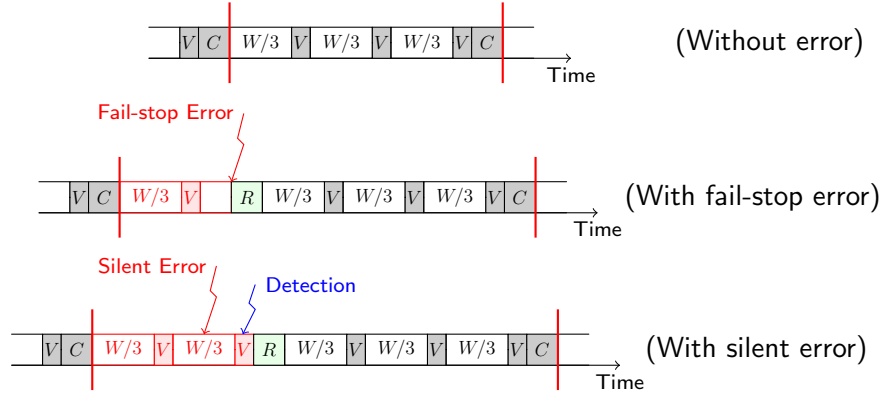 V C W/3 V W/3 V W/3 V C (Without error)
Time
Fail-stop Error
V C W/3 V R W/3 V W/3 V W/3 V C (With fail-stop error)
Time
Silent Error
Detection
V C W/3 V W/3 V R W/3 V W/3 V W/3 V C (With silent error)
Time